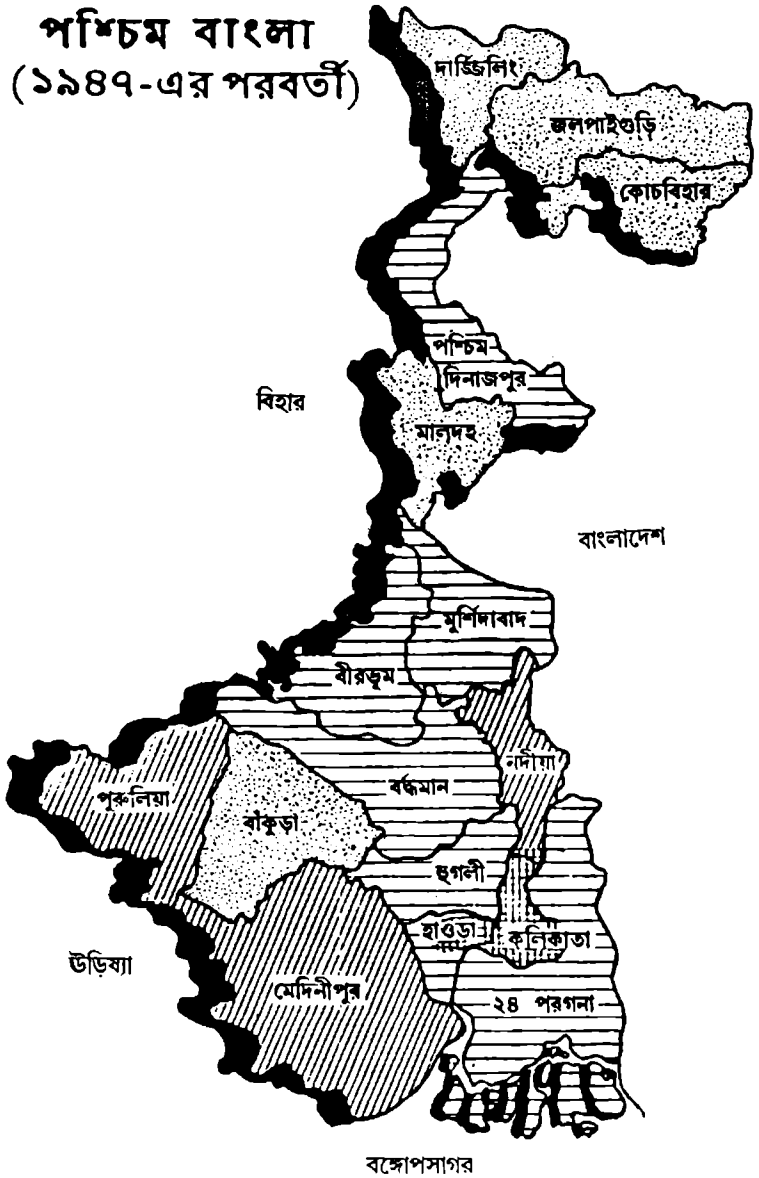 পশ্চিম বাংলা
(১৯৪৭-এর পরবর্তী)
দার্জ্জিলিং
জলপাইগুড়ি
কোচবিহার
পশ্চিম
দিনাজপুর
বিহার
মালদহ
বাংলাদেশ
মুর্শিদাবাদ
বীরভূম
নদীয়া
বর্দ্ধমান
পুরুলিয়া
বাঁকুড়া
হুগলী
হাওড়া
কলিকাতা
ঊড়িষ্যা
মেদিনীপুর
২৪ পরগনা
বঙ্গোপসাগর